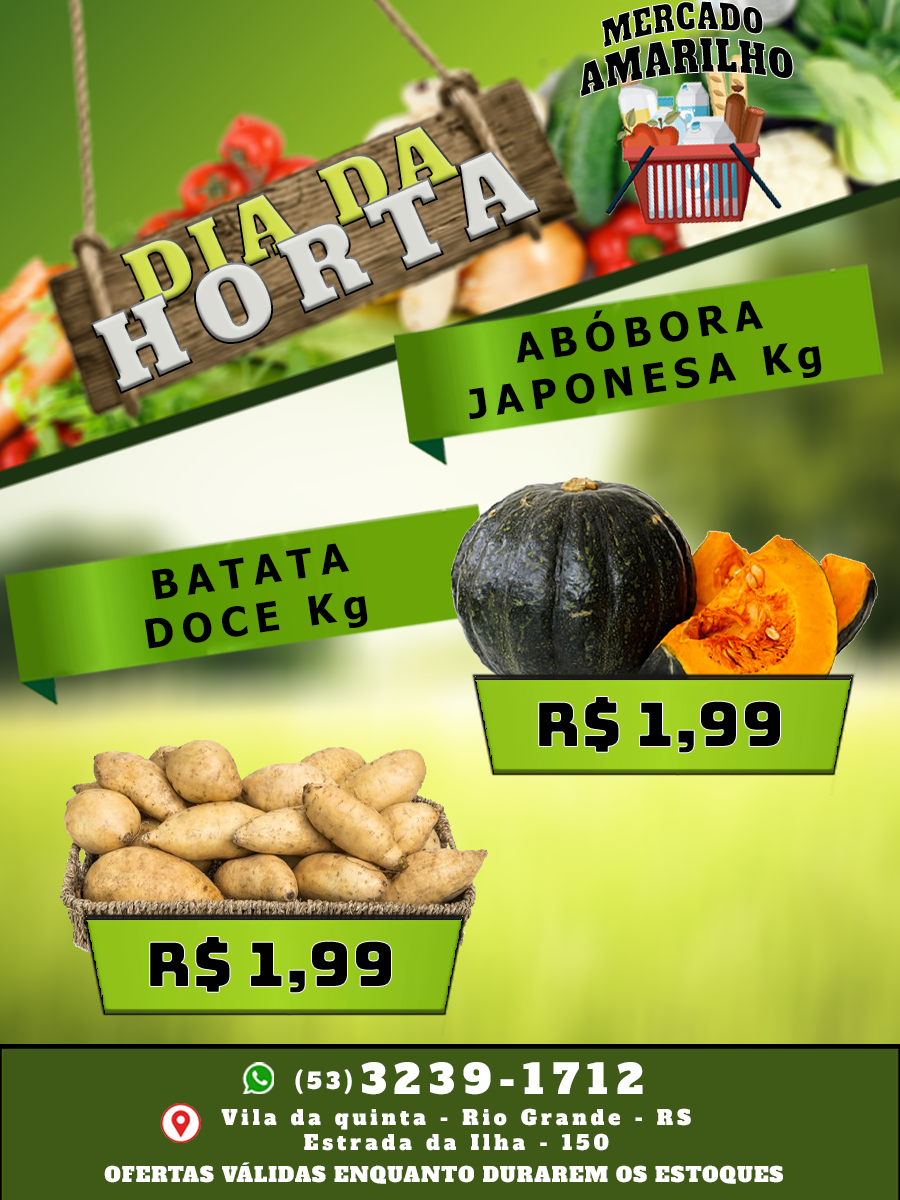 MERCADO
AMARILHO
DIA DA
HORTA
ABÓBORA
JAPONESA Kg
BATATA
DOCE Kg
R$ 1,99
R$ 1,99
(53) 3239-1712
Vila da quinta - Rio Grande - RS
Estrada da Ilha - 150
OFERTAS VÁLIDAS ENQUANTO DURAREM OS ESTOQUES